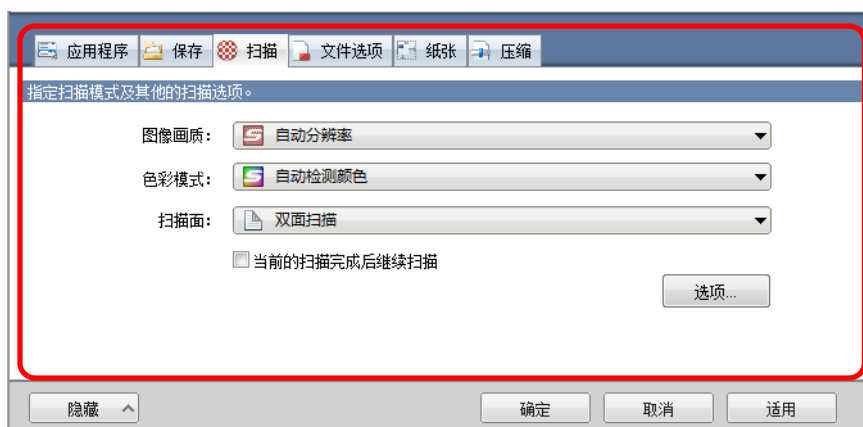 应用程序 保存 扫描 文件选项 纸张 压缩
指定扫描模式及其他的扫描选项。
图像画质: 自动分辨率
色彩模式: 自动检测颜色
扫描面: 双面扫描
当前的扫描完成后继续扫描
选项...
隐藏 确定 取消 适用